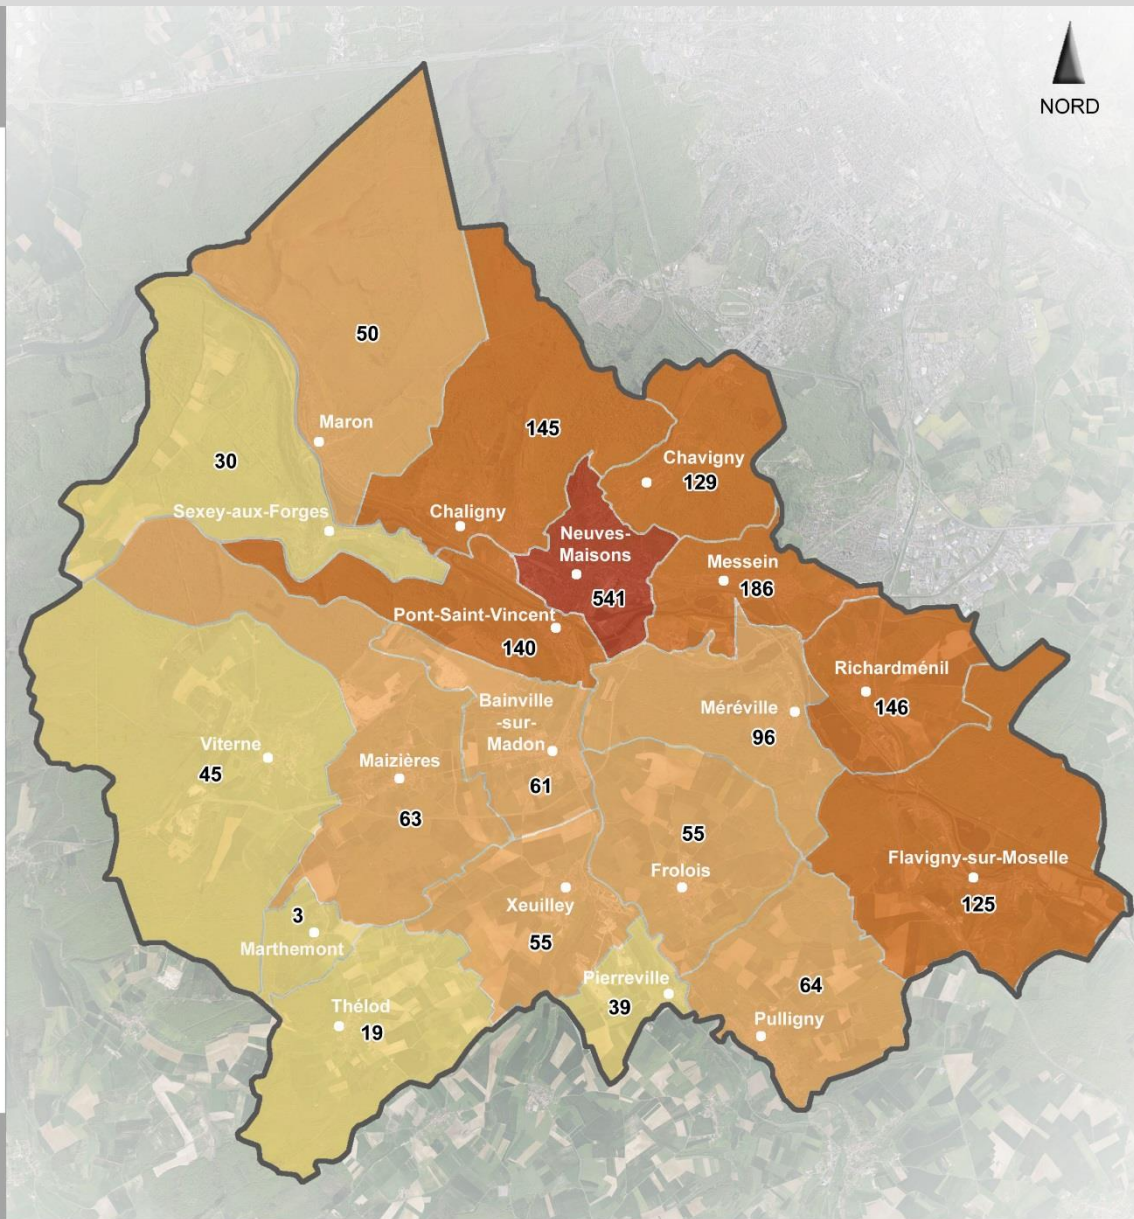 NORD
50
Maron
145
30
Chavigny
129
Sexey-aux-Forges
Chaligny
Neuves-
Maisons
541
Messein
186
Pont-Saint-Vincent
140
Richardménil
146
Bainville
-sur-
Madon
61
Méréville
96
Viterne
45
Maizières
63
55
Frolois
Flavigny-sur-Moselle
125
Xeuilley
55
3
Marthemont
Pierreville
39
64
Pulligny
Thélod
19